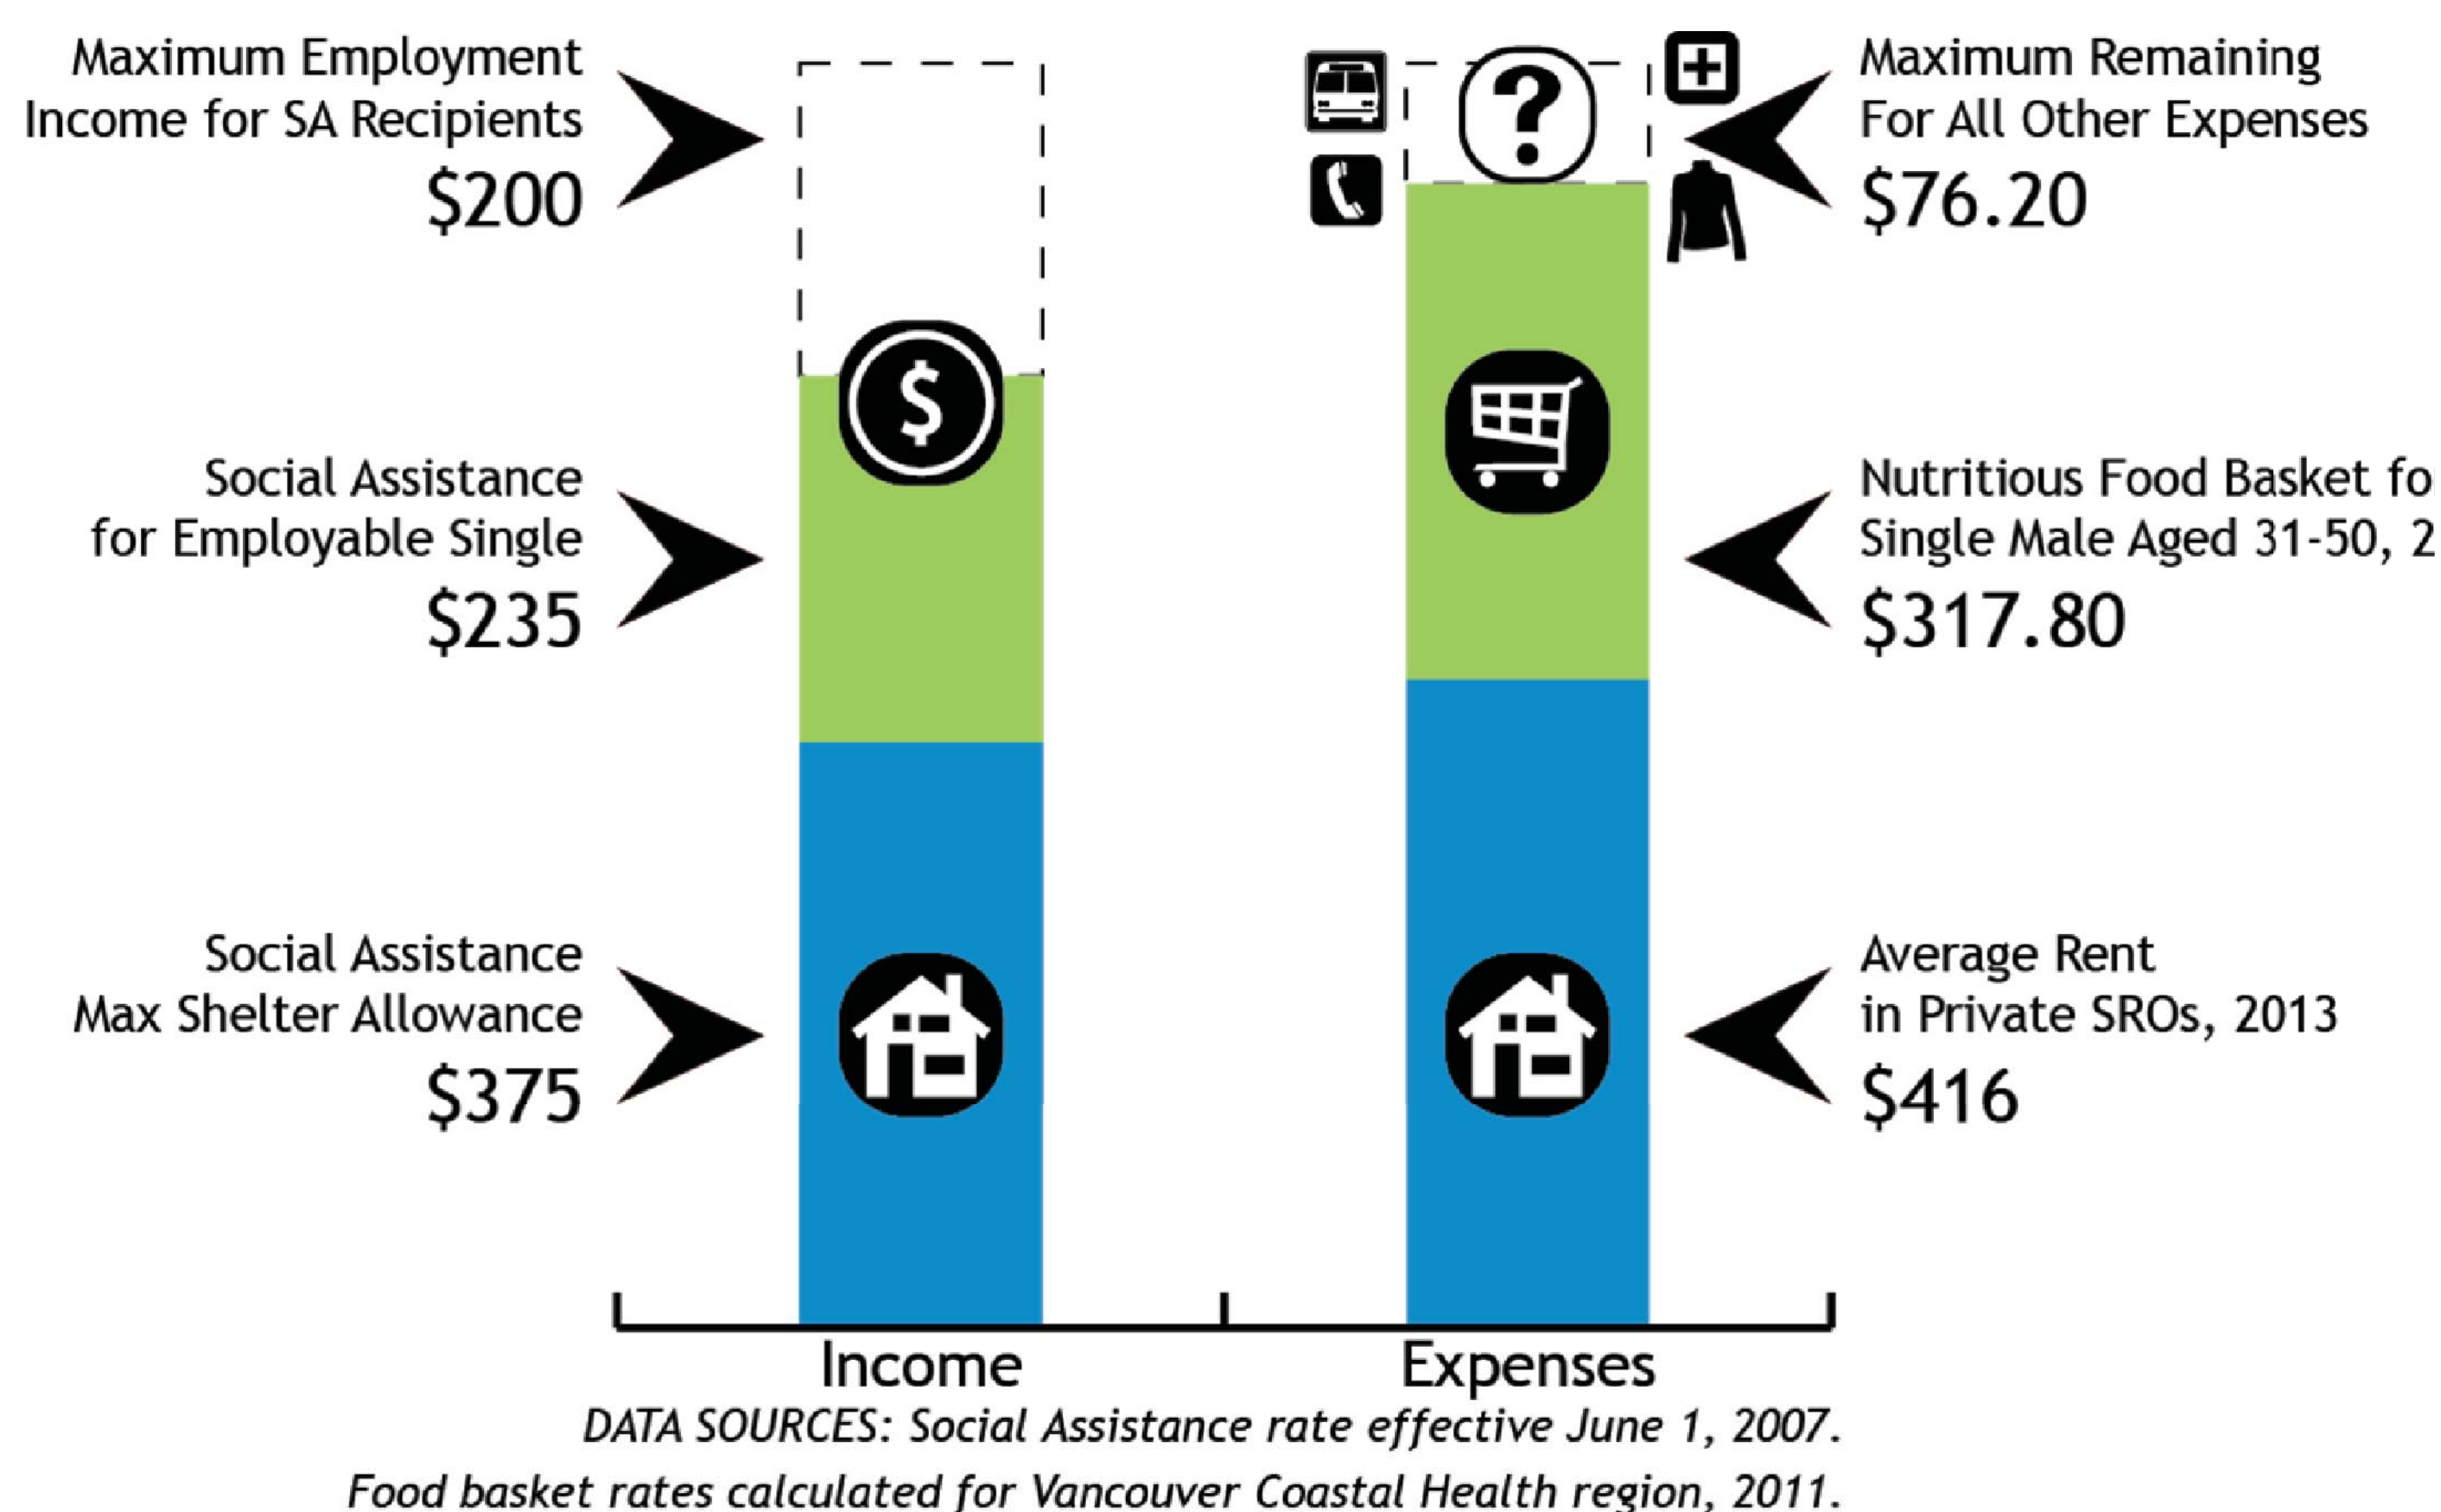 Maximum Employment
Income for SA Recipients
$200
Social Assistance
for Employable Single
$235
Social Assistance
Max Shelter Allowance
$375
$
?
Maximum Remaining
For All Other Expenses
$76.20
Nutritious Food Basket fo
Single Male Aged 31-50, 2
$317.80
Average Rent
in Private SROs, 2013
$416
Income
Expenses
DATA SOURCES: Social Assistance rate effective June 1, 2007.
Food basket rates calculated for Vancouver Coastal Health region, 2011.